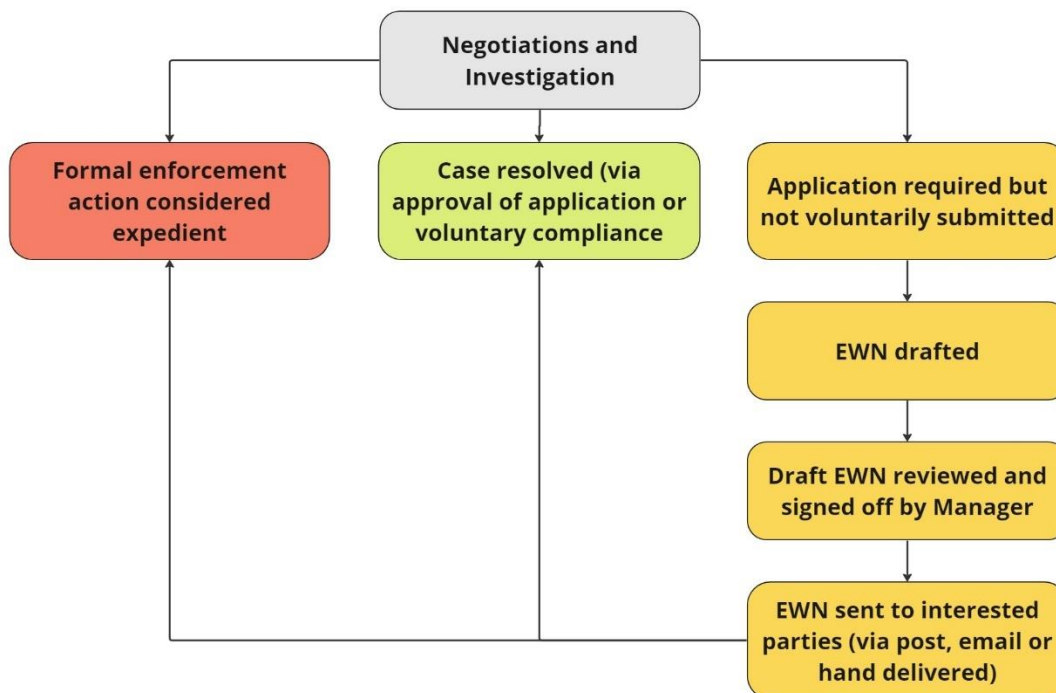 Negotiations and
Investigation
Formal enforcement
action considered
expedient
Case resolved (via
approval of application or
voluntary compliance
Application required but
not voluntarily submitted
EWN drafted
Draft EWN reviewed and
signed off by Manager
EWN sent to interested
parties (via post, email or
hand delivered)